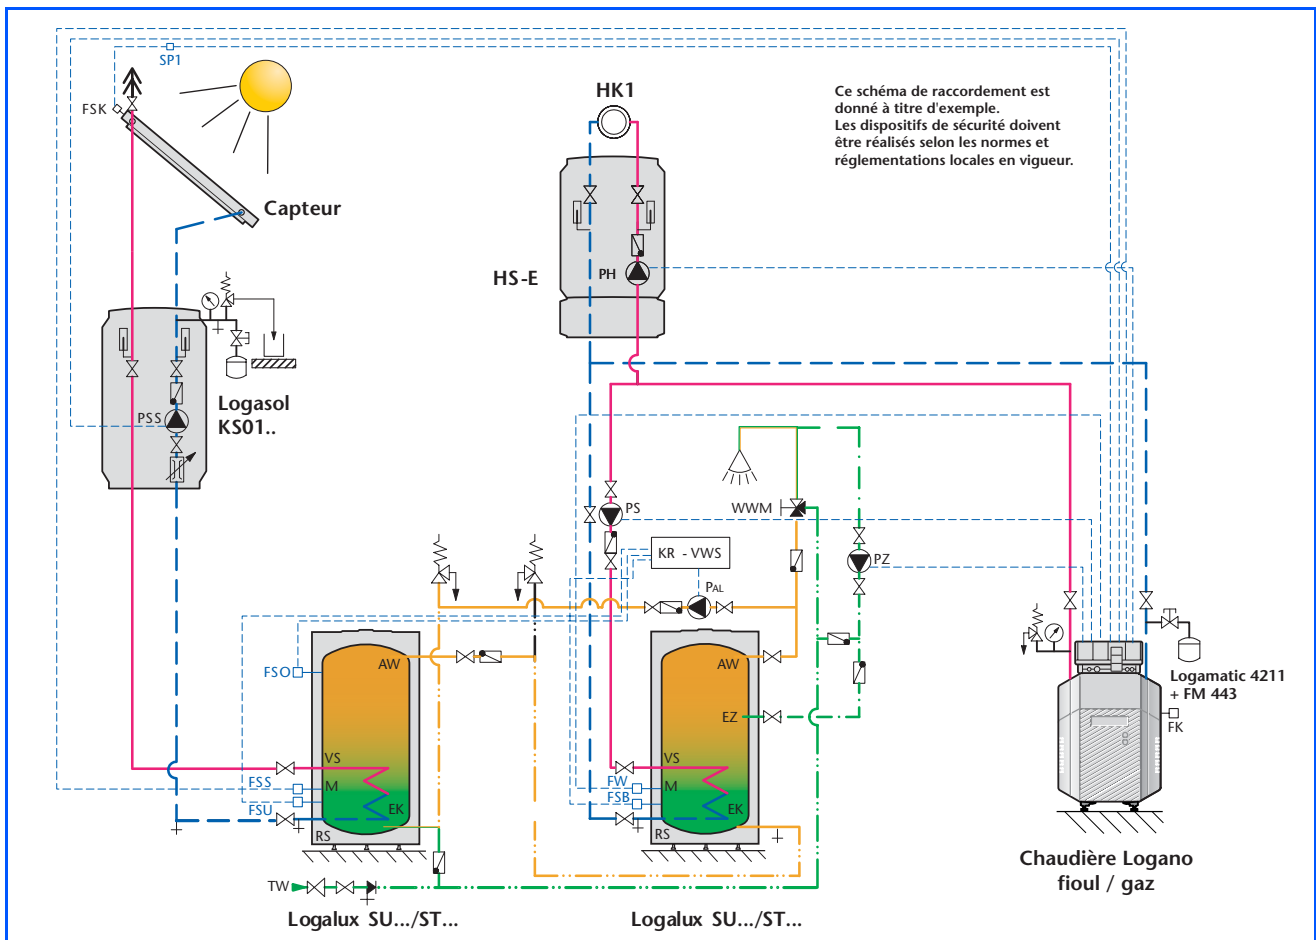 SP1
FSK
HK1
Ce schéma de raccordement est
donné à titre d'exemple.
Les dispositifs de sécurité doivent
être réalisés selon les normes et
réglementations locales en vigueur.
Capteur
HS-E
PH
Logasol
KS01..
PSS
PS
WWM
PZ
KR - VWS
PAL
FSO
AW
AW
EZ
Logamatic 4211
+ FM 443
FK
VS
FSS
M
FSU
EK
RS
VS
FW
M
FSB
EK
RS
TW
Chaudière Logano
fioul / gaz
Logalux SU.../ST...
Logalux SU.../ST...